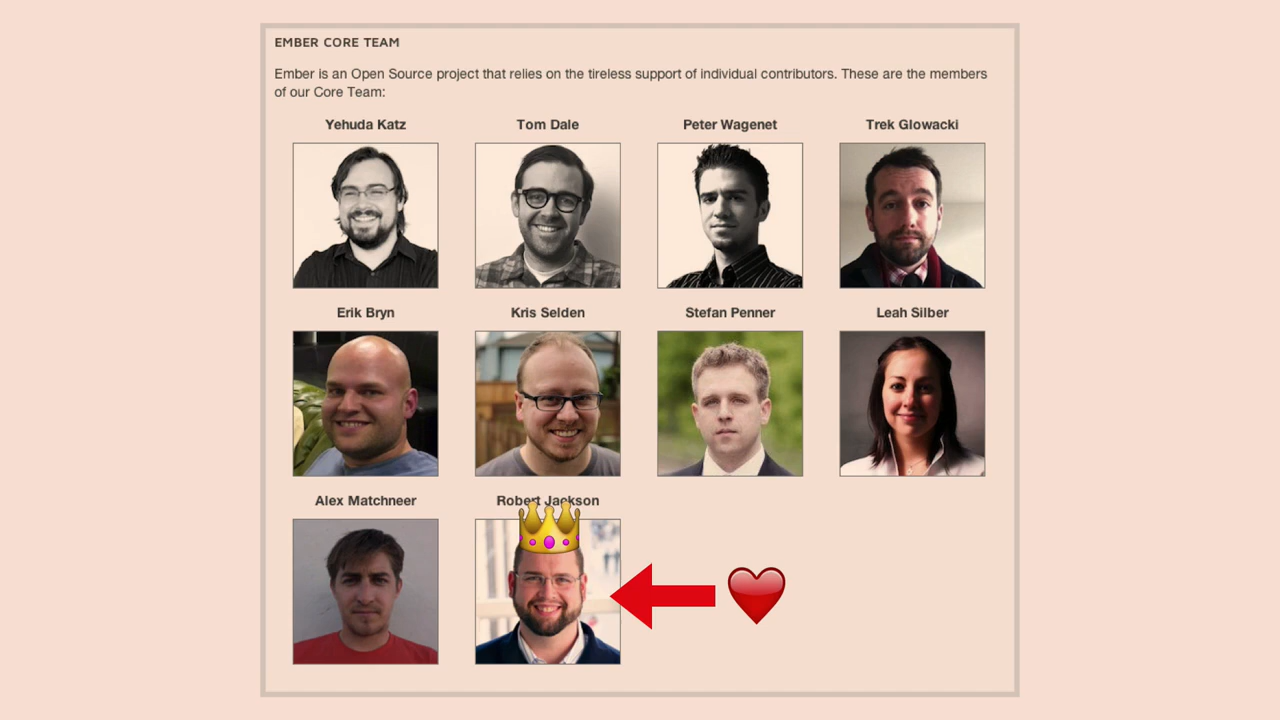 EMBER CORE TEAM
Ember is an Open Source project that relies on the tireless support of individual contributors. These are the members
of our Core Team:
Yehuda Katz
Tom Dale
Peter Wagenet
Trek Glowacki
Erik Bryn
Kris Selden
Stefan Penner
Leah Silber
Alex Matchneer
Robert Jackson